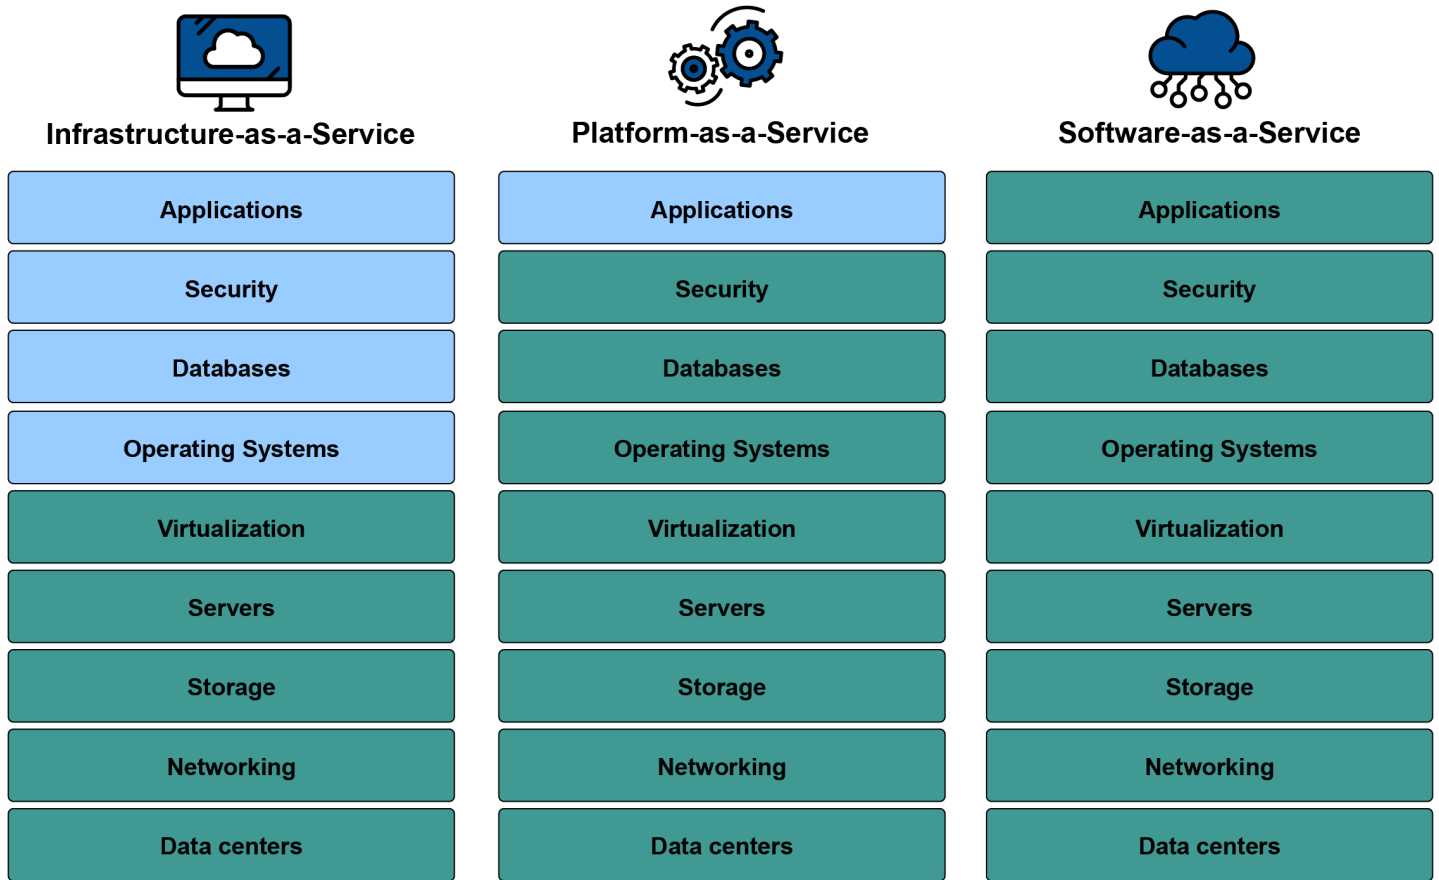 Infrastructure-as-a-Service
Applications
Security
Databases
Operating Systems
Virtualization
Servers
Storage
Networking
Data centers
Platform-as-a-Service
Applications
Security
Databases
Operating Systems
Virtualization
Servers
Storage
Networking
Data centers
Software-as-a-Service
Applications
Security
Databases
Operating Systems
Virtualization
Servers
Storage
Networking
Data centers